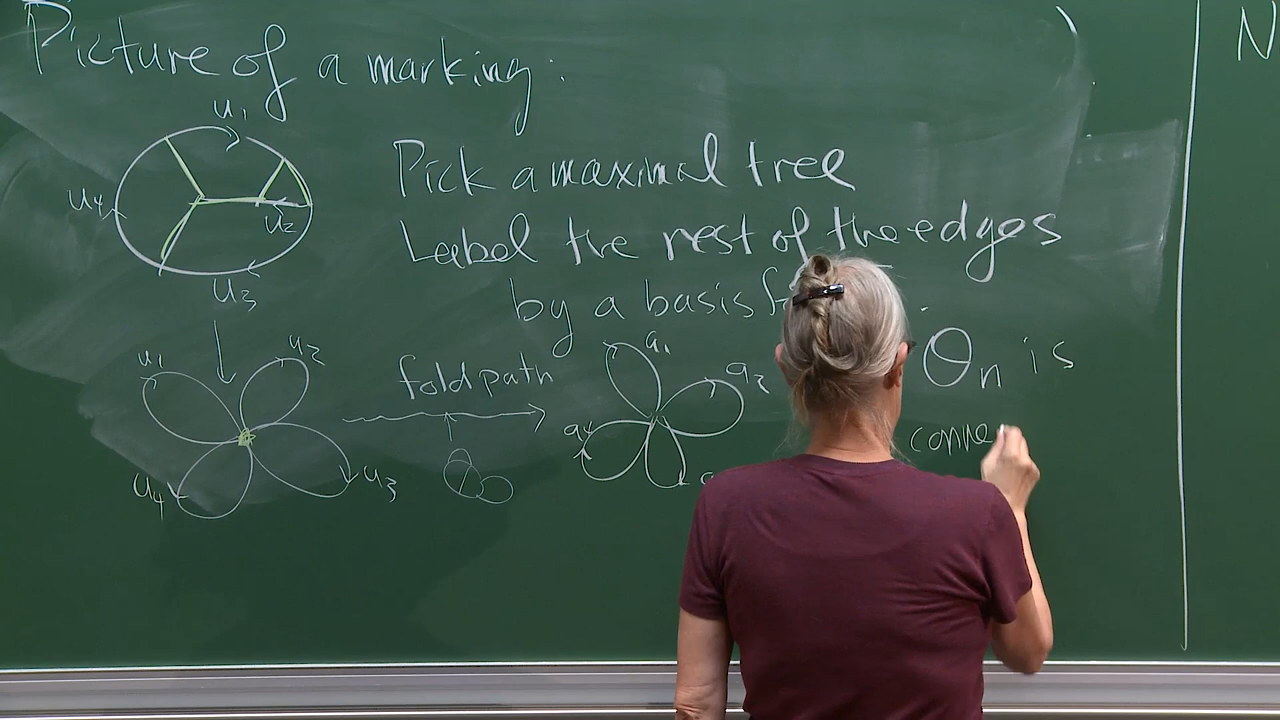 Picture of a marking:
u₁
u₄
u₂
u₃
Pick a maximal tree
Label the rest of the edges
by a basis
u₁
u₂
u₃
u₄
fold path
a₁
a₂
a₄
Θn is
conne
N